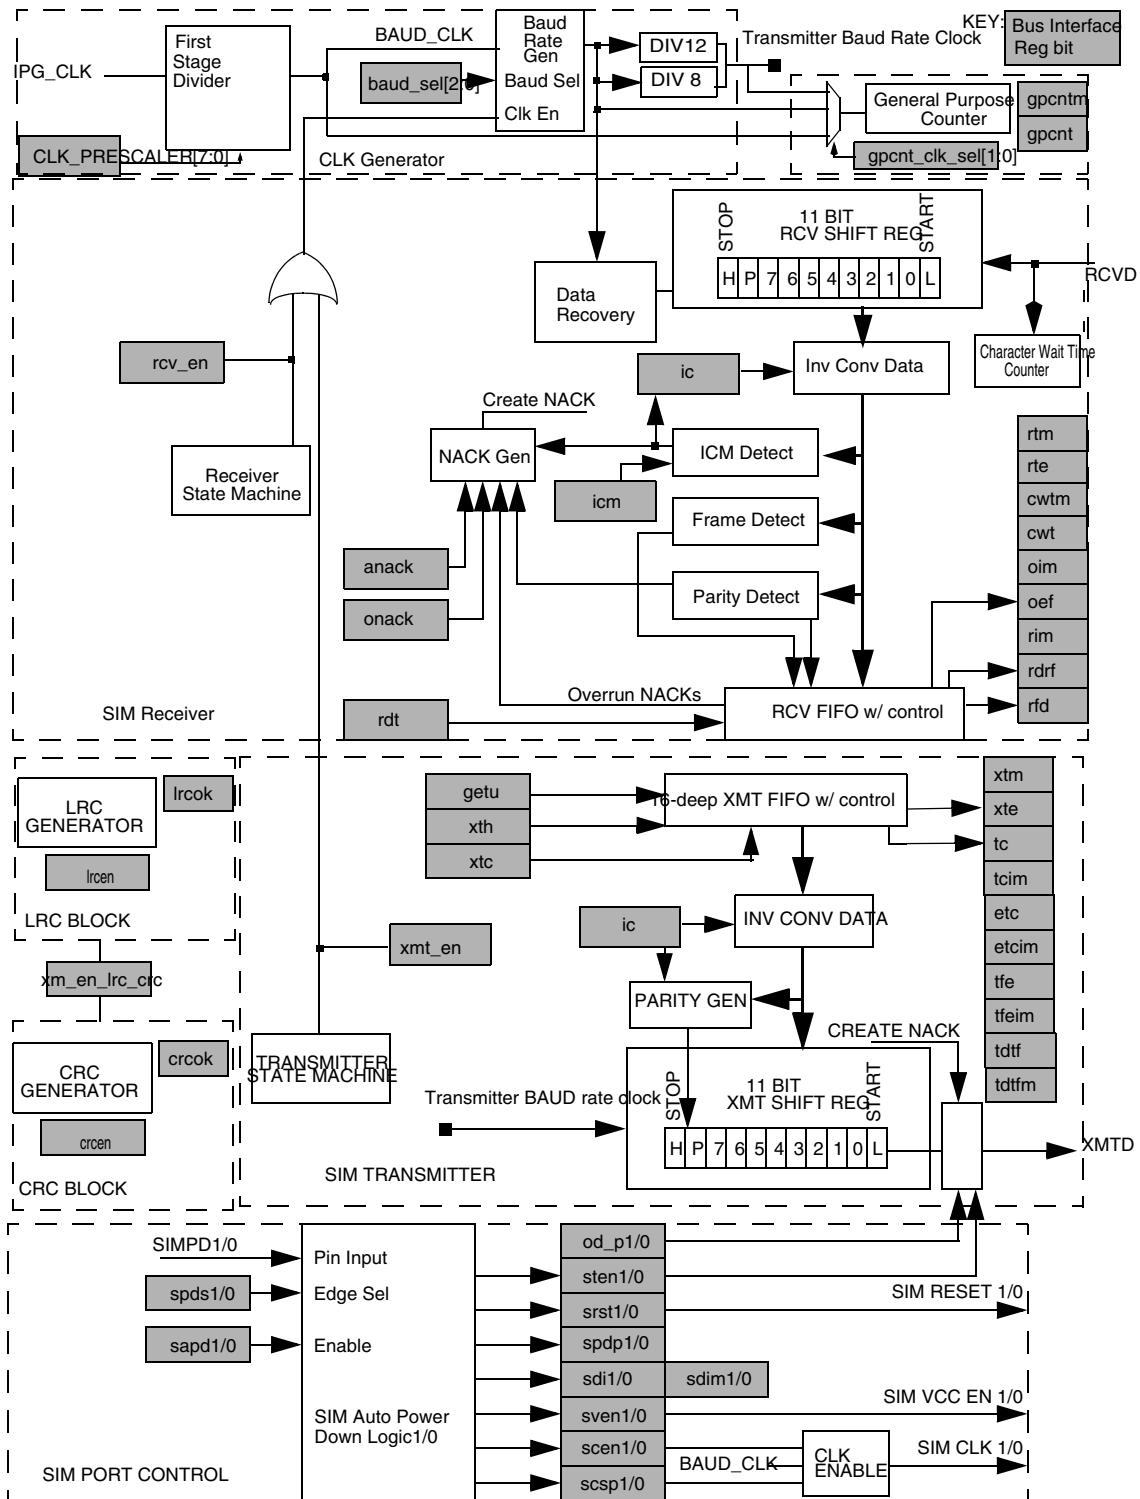 KEY:
Bus Interface
Reg bit
IPG_CLK
First
Stage
Divider
BAUD_CLK
baud_sel[2:0]
Baud
Rate
Gen
Baud Sel
Clk En
DIV12
DIV 8
Transmitter Baud Rate Clock
General Purpose
Counter
gpcntm
gpcnt
gpcnt_clk_sel[1:0]
CLK_PRESCALER[7:0]
CLK Generator
STOP
11 BIT
RCV SHIFT REG
START
H P 7 6 5 4 3 2 1 0 L
RCVD
Data
Recovery
Character Wait Time
Counter
rcv_en
ic
Inv Conv Data
Create NACK
NACK Gen
ICM Detect
icm
Receiver
State Machine
Frame Detect
anack
Parity Detect
onack
rtm
rte
cwtm
cwt
oim
oef
rim
rdrf
rfd
Overrun NACKs
rdt
RCV FIFO w/ control
SIM Receiver
LRC
GENERATOR
lrcok
lrcen
LRC BLOCK
xm_en_lrc_crc
CRC
GENERATOR
crcok
crcen
CRC BLOCK
getu
xth
xtc
16-deep XMT FIFO w/ control
xtm
xte
tc
tcim
etc
etcim
tfe
tfeim
tdtf
tdtfm
ic
INV CONV DATA
xmt_en
PARITY GEN
CREATE NACK
TRANSMITTER
STATE MACHINE
Transmitter BAUD rate clock
STOP
11 BIT
XMT SHIFT REG
START
H P 7 6 5 4 3 2 1 0 L
XMTD
SIM TRANSMITTER
SIMPD1/0
Pin Input
spds1/0
Edge Sel
sapd1/0
Enable
SIM Auto Power
Down Logic1/0
od_p1/0
sten1/0
srst1/0
spdp1/0
sdi1/0
sdim1/0
sven1/0
scen1/0
scsp1/0
SIM RESET 1/0
SIM VCC EN 1/0
BAUD_CLK
CLK
ENABLE
SIM CLK 1/0
SIM PORT CONTROL